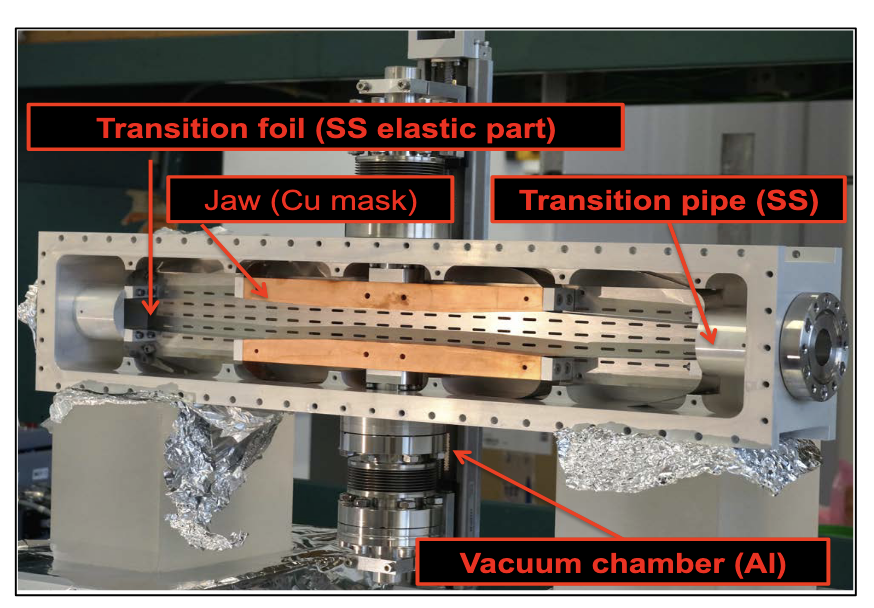 Transition foil (SS elastic part)
Jaw (Cu mask)
Transition pipe (SS)
Vacuum chamber (Al)